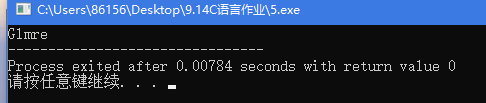 C:\Users\86156\Desktop\9.14C语言作业\5.exe
Glmre
--------------------------------
Process exited after 0.00784 seconds with return value 0
请按任意键继续. . .